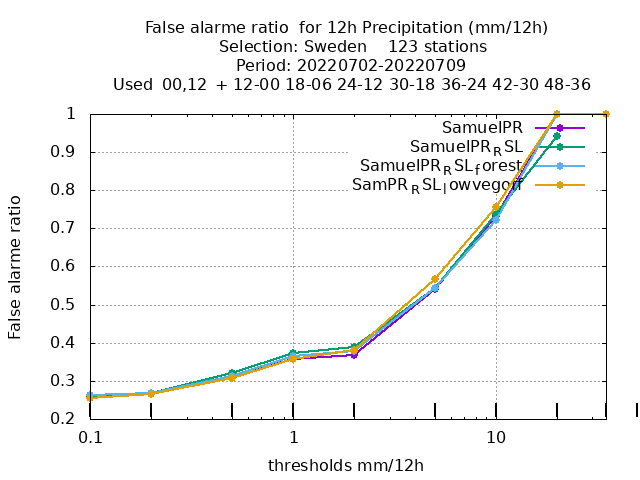 False alarme ratio  for 12h Precipitation (mm/12h)
Selection: Sweden    123 stations
Period: 20220702-20220709
Used  00,12  + 12-00 18-06 24-12 30-18 36-24 42-30 48-36
1
0.9
0.8
0.7
0.6
0.5
0.4
0.3
0.2
False alarme ratio
SamuelPR
SamuelPRRSL
SamuelPRRSLforest
SamPRRSLlowvegorr
0.1 1 10
thresholds mm/12h